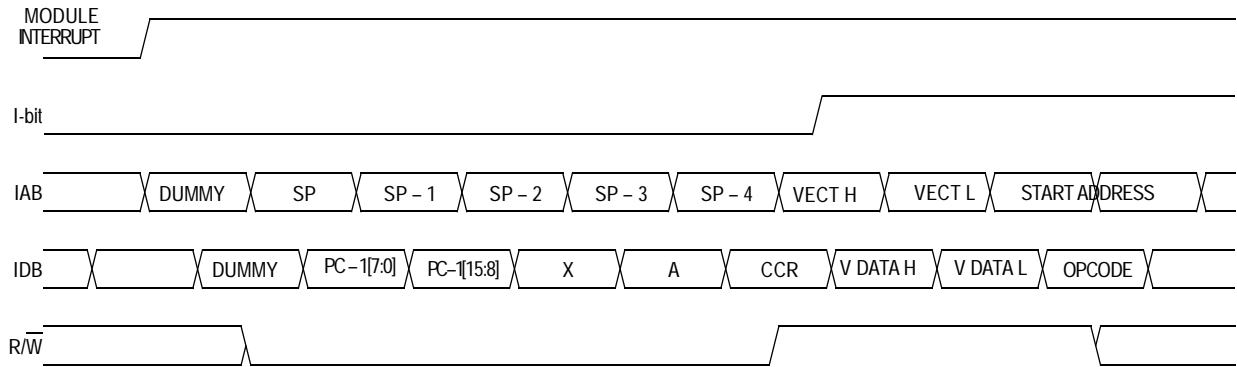 MODULE
INTERRUPT
I-bit
IAB DUMMY SP SP – 1 SP – 2 SP – 3 SP – 4 VECT H VECT L START ADDRESS
IDB DUMMY PC – 1[7:0] PC–1[15:8] X A CCR V DATA H V DATA L OPCODE
R/W̅